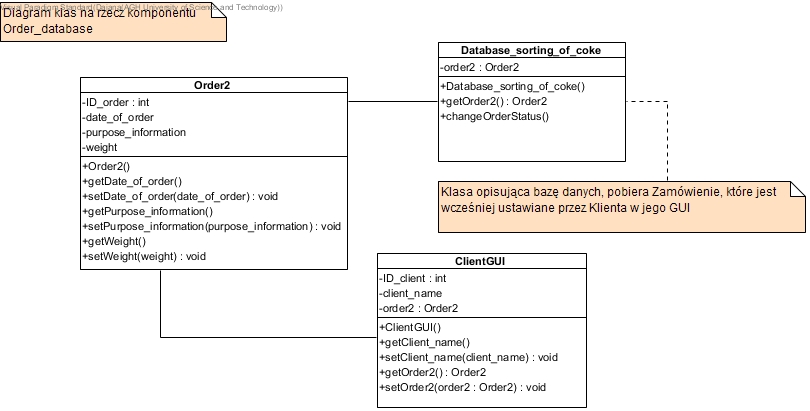 Visual Paradigm Standard(Dajana(AGH University of Science and Technology))
Diagram klas na rzecz komponentu
Order_database
Database_sorting_of_coke
-order2 : Order2
+Database_sorting_of_coke()
+getOrder2() : Order2
+changeOrderStatus()
Order2
-ID_order : int
-date_of_order
-purpose_information
-weight
+Order2()
+getDate_of_order()
+setDate_of_order(date_of_order) : void
+getPurpose_information()
+setPurpose_information(purpose_information) : void
+getWeight()
+setWeight(weight) : void
Klasa opisująca bazę danych, pobiera Zamówienie, które jest
wcześniej ustawiane przez Klienta w jego GUI
ClientGUI
-ID_client : int
-client_name
-order2 : Order2
+ClientGUI()
+getClient_name()
+setClient_name(client_name) : void
+getOrder2() : Order2
+setOrder2(order2 : Order2) : void